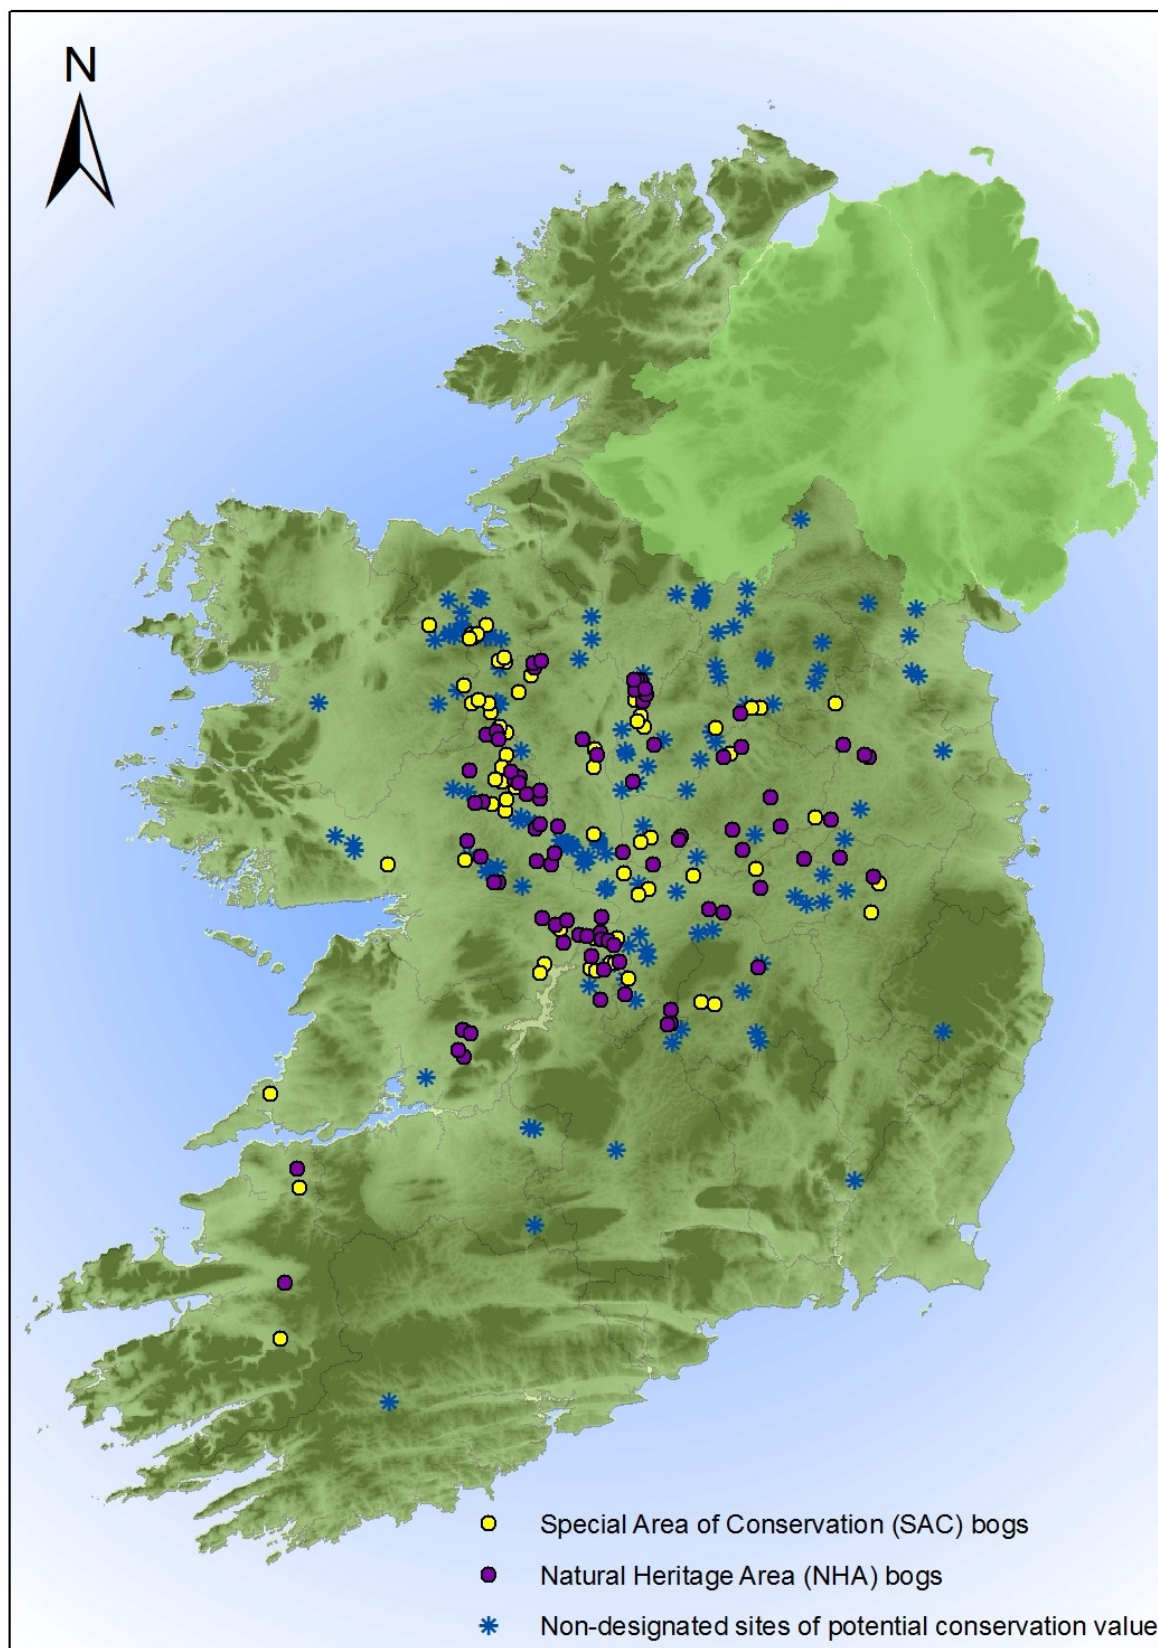 N
Special Area of Conservation (SAC) bogs
Natural Heritage Area (NHA) bogs
Non-designated sites of potential conservation value